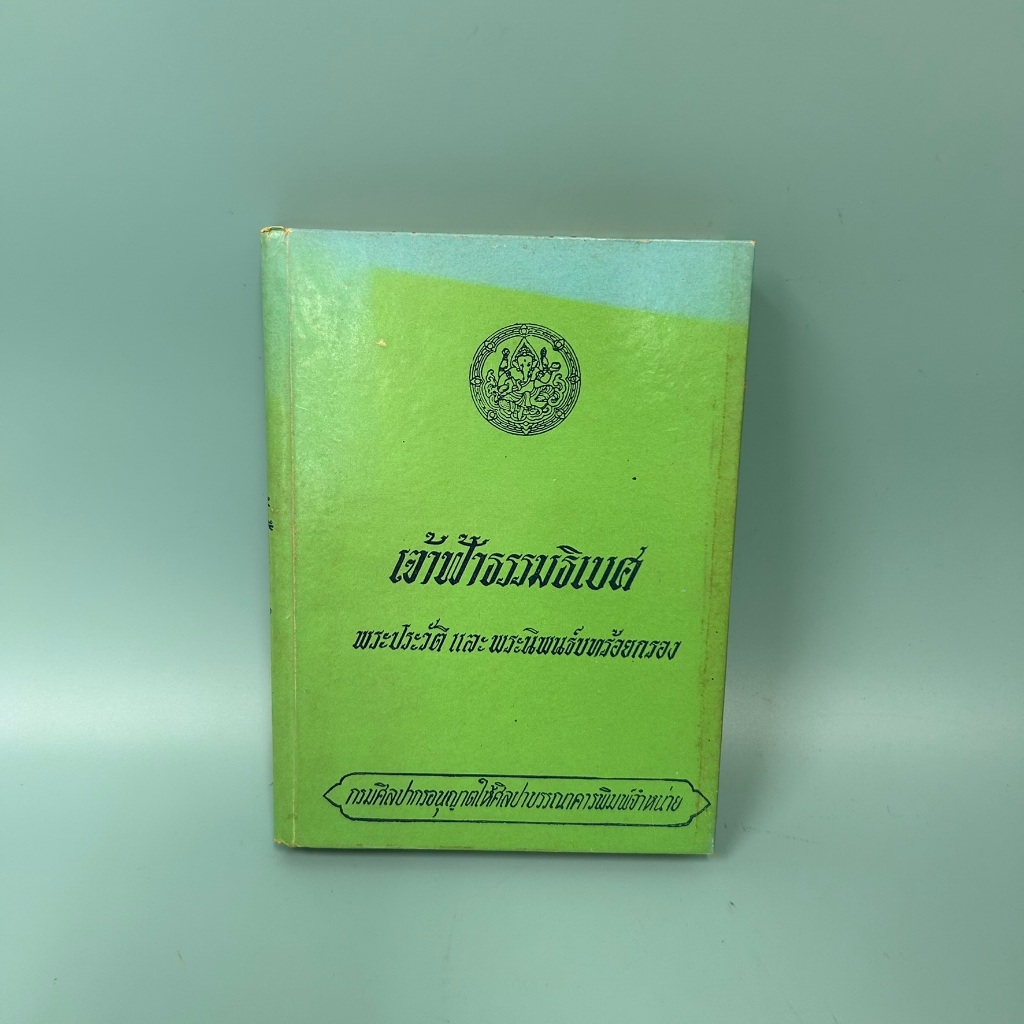 เจ้าฟ้าธรรมธิเบศ
พระประวัติ และ พระนิพนธ์บทร้อยกรอง
กรมศิลปากรอนุญาตให้ศิลปาบรรณาคารพิมพ์จำหน่าย